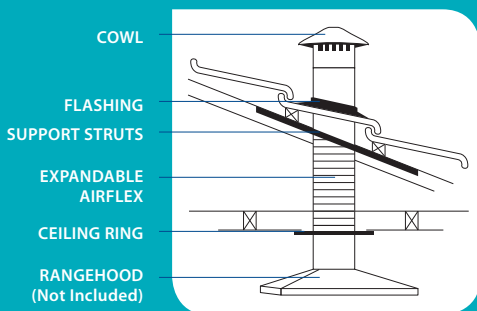 COWL
FLASHING
SUPPORT STRUTS
EXPANDABLE
AIRFLEX
CEILING RING
RANGEHOOD
(Not Included)